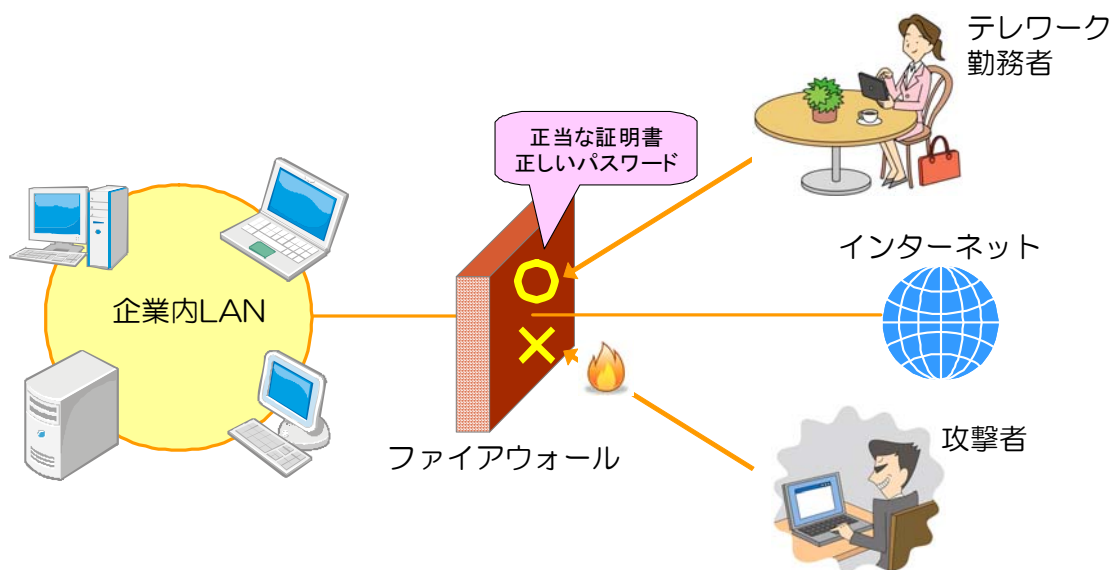 テレワーク
勤務者
正当な証明書
正しいパスワード
インターネット
企業内LAN
ファイアウォール
攻撃者